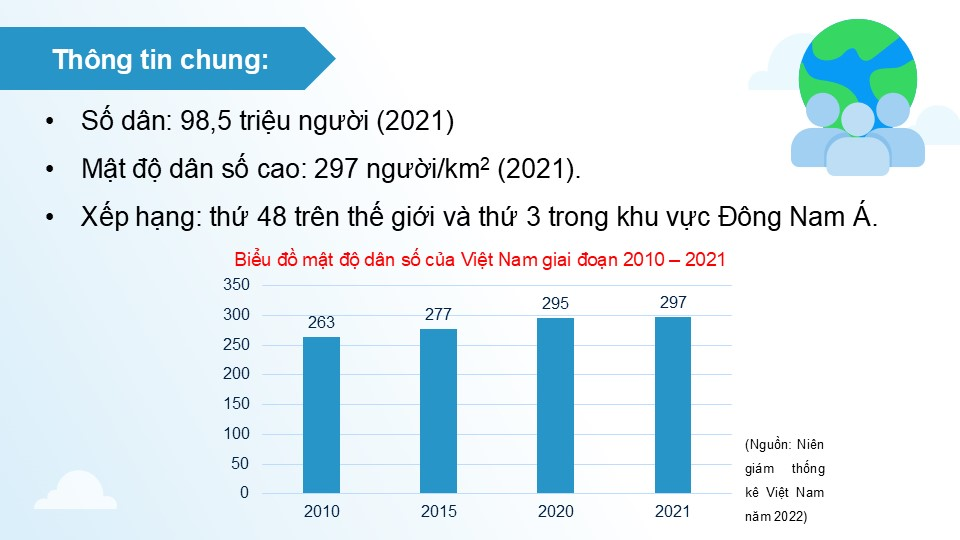 Thông tin chung:
• Số dân: 98,5 triệu người (2021)
• Mật độ dân số cao: 297 người/km² (2021).
• Xếp hạng: thứ 48 trên thế giới và thứ 3 trong khu vực Đông Nam Á.
Biểu đồ mật độ dân số của Việt Nam giai đoạn 2010 – 2021
350
300
250
200
150
100
50
0
263
277
295
297
2010
2015
2020
2021
(Nguồn: Niên
giám thống
kê Việt Nam
năm 2022)